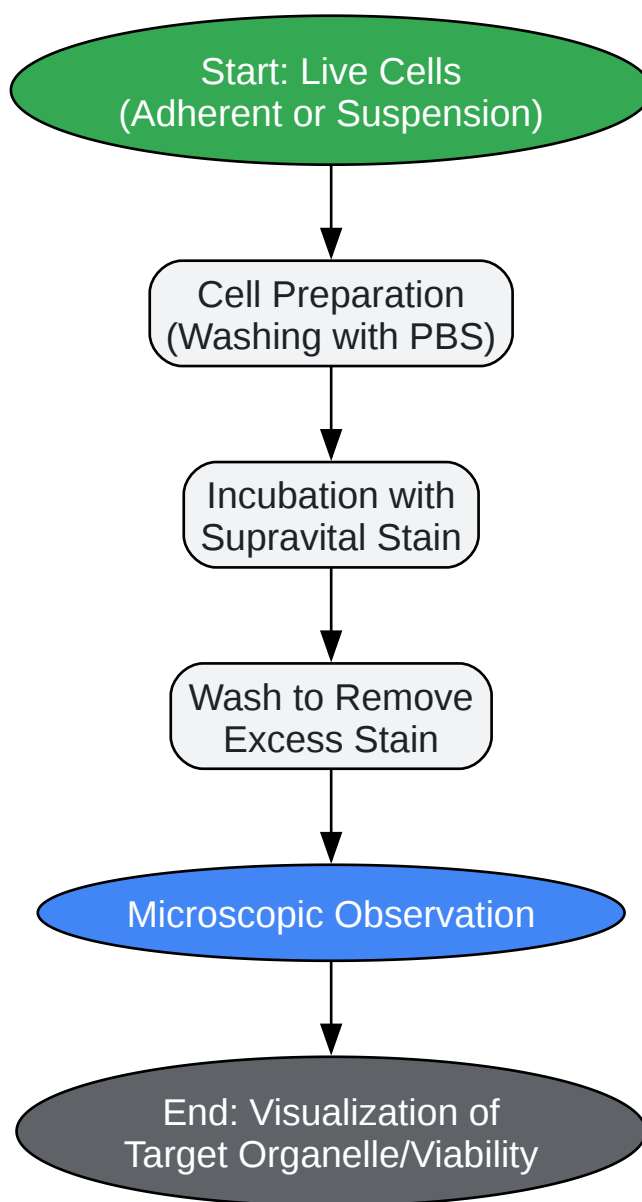 Start: Live Cells
(Adherent or Suspension)
Cell Preparation
(Washing with PBS)
Incubation with
Supravital Stain
Wash to Remove
Excess Stain
Microscopic Observation
End: Visualization of
Target Organelle/Viability